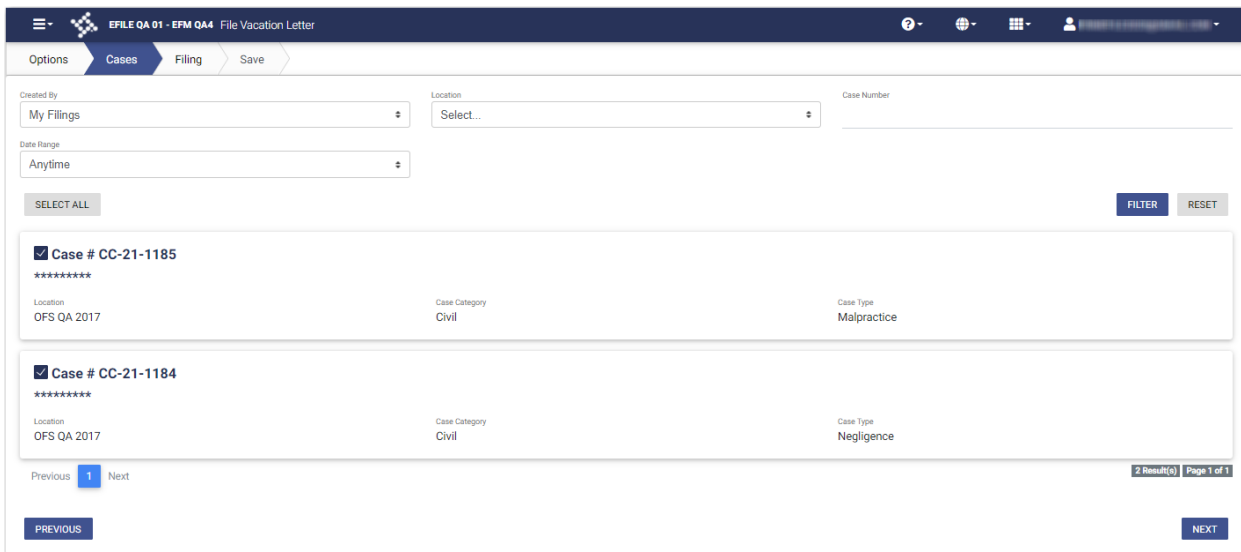 EFILE QA 01 - EFM QA4 File Vacation Letter
Options Cases Filing Save
Created By Location Case Number
My Filings Select...
Date Range
Anytime
SELECT ALL FILTER RESET
Case # CC-21-1185
*********
Location Case Category Case Type
OFS QA 2017 Civil Malpractice
Case # CC-21-1184
*********
Location Case Category Case Type
OFS QA 2017 Civil Negligence
Previous 1 Next 2 Result(s) Page 1 of 1
PREVIOUS NEXT